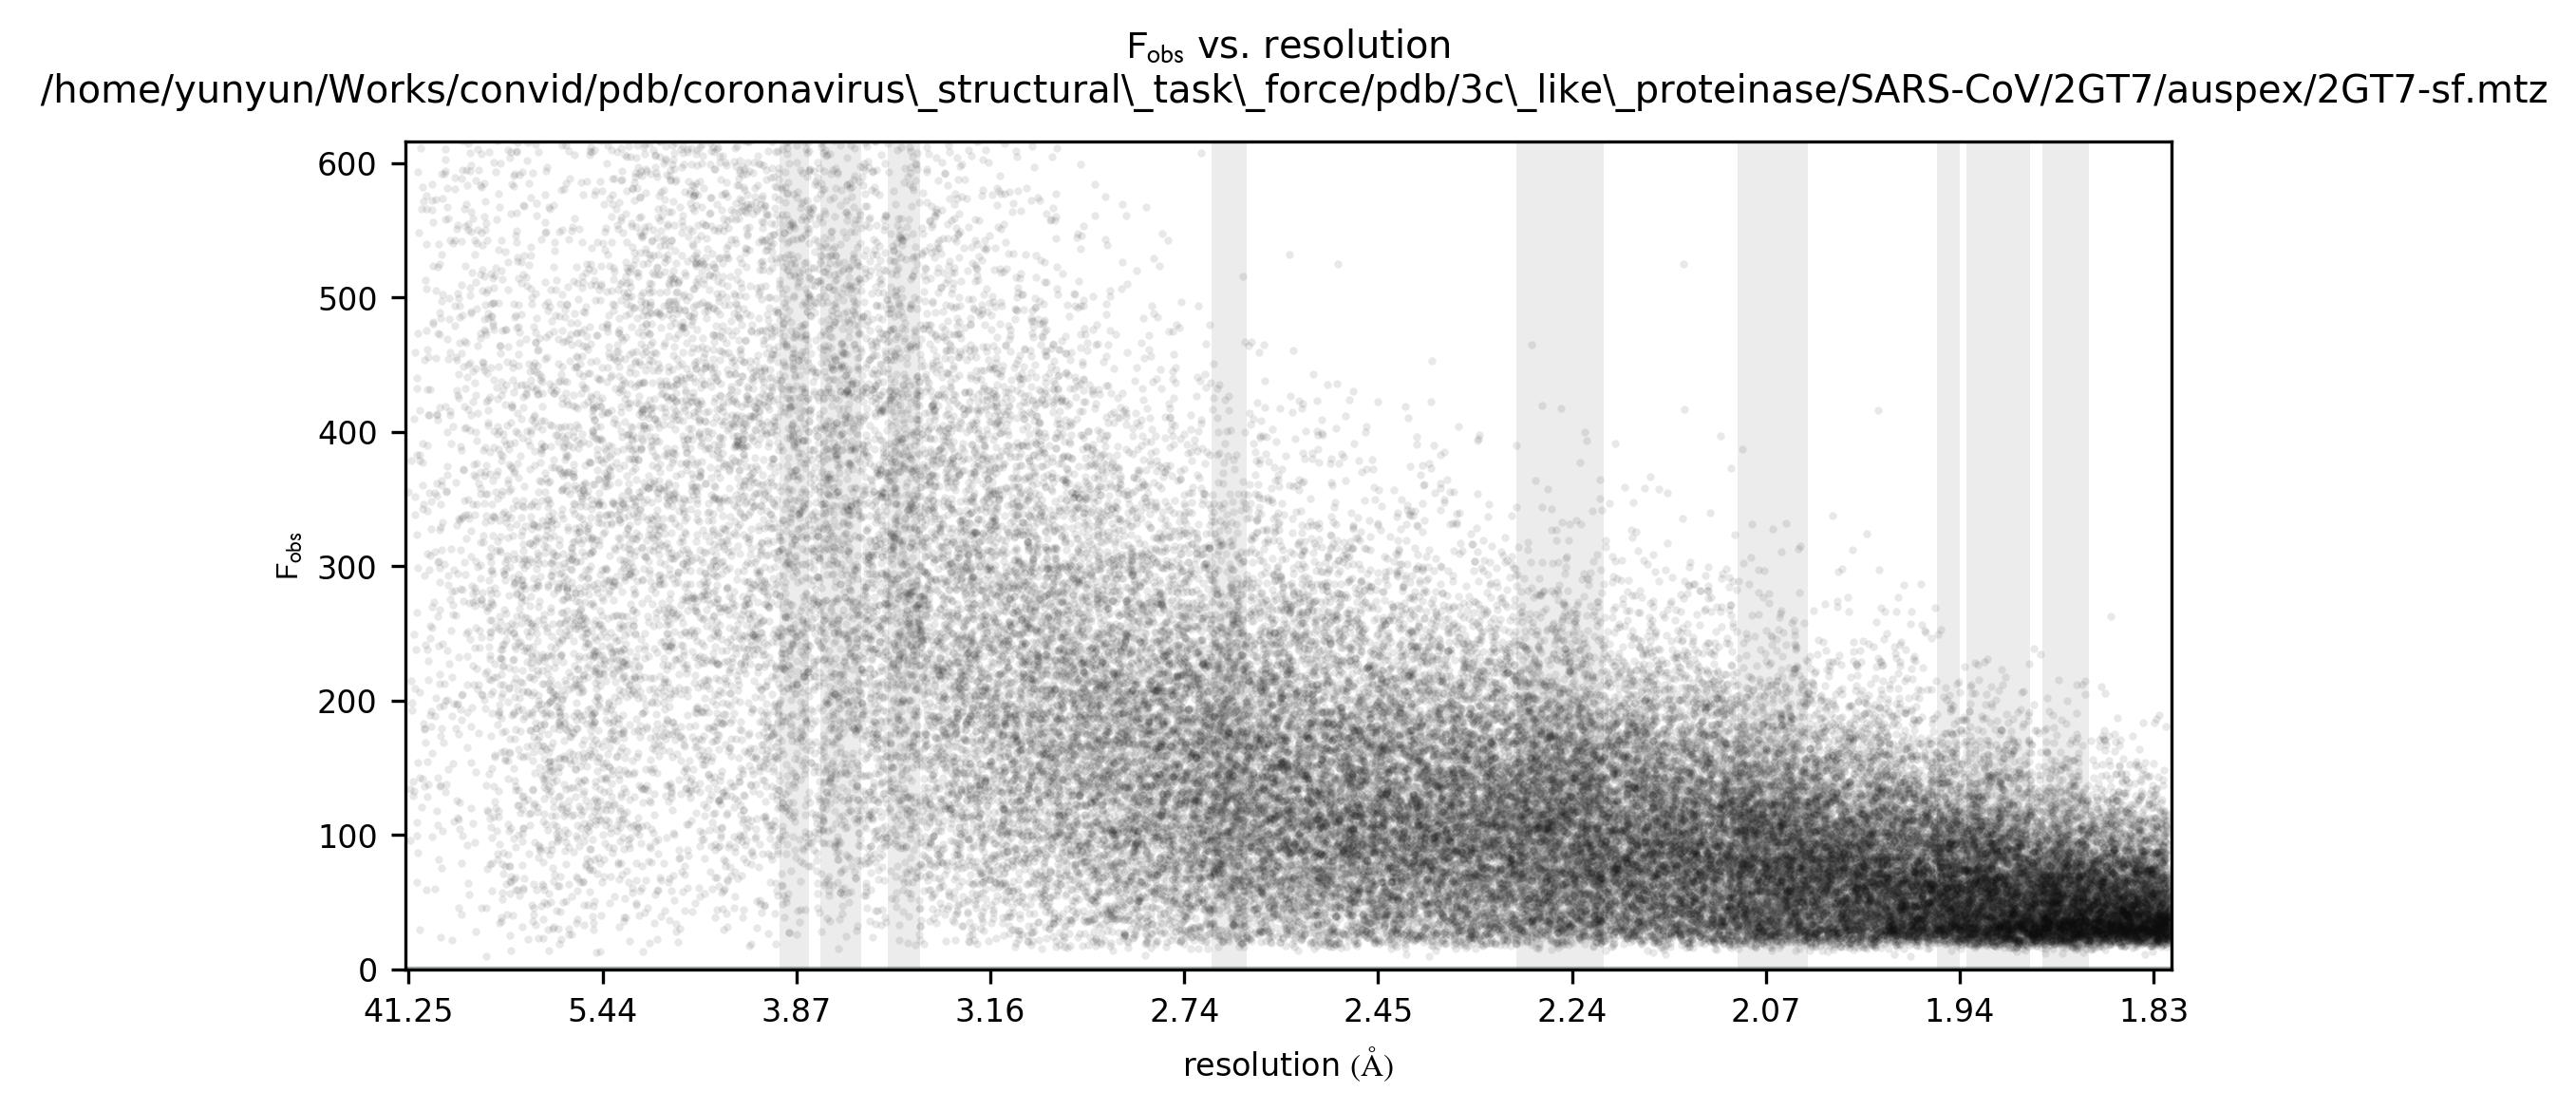 Fobs vs. resolution
/home/yunyun/Works/convid/pdb/coronavirus\_structural\_task\_force/pdb/3c\_like\_proteinase/SARS-CoV/2GT7/auspex/2GT7-sf.mtz
600
500
400
300
200
100
0
Fobs
41.25 5.44 3.87 3.16 2.74 2.45 2.24 2.07 1.94 1.83
resolution (Å)